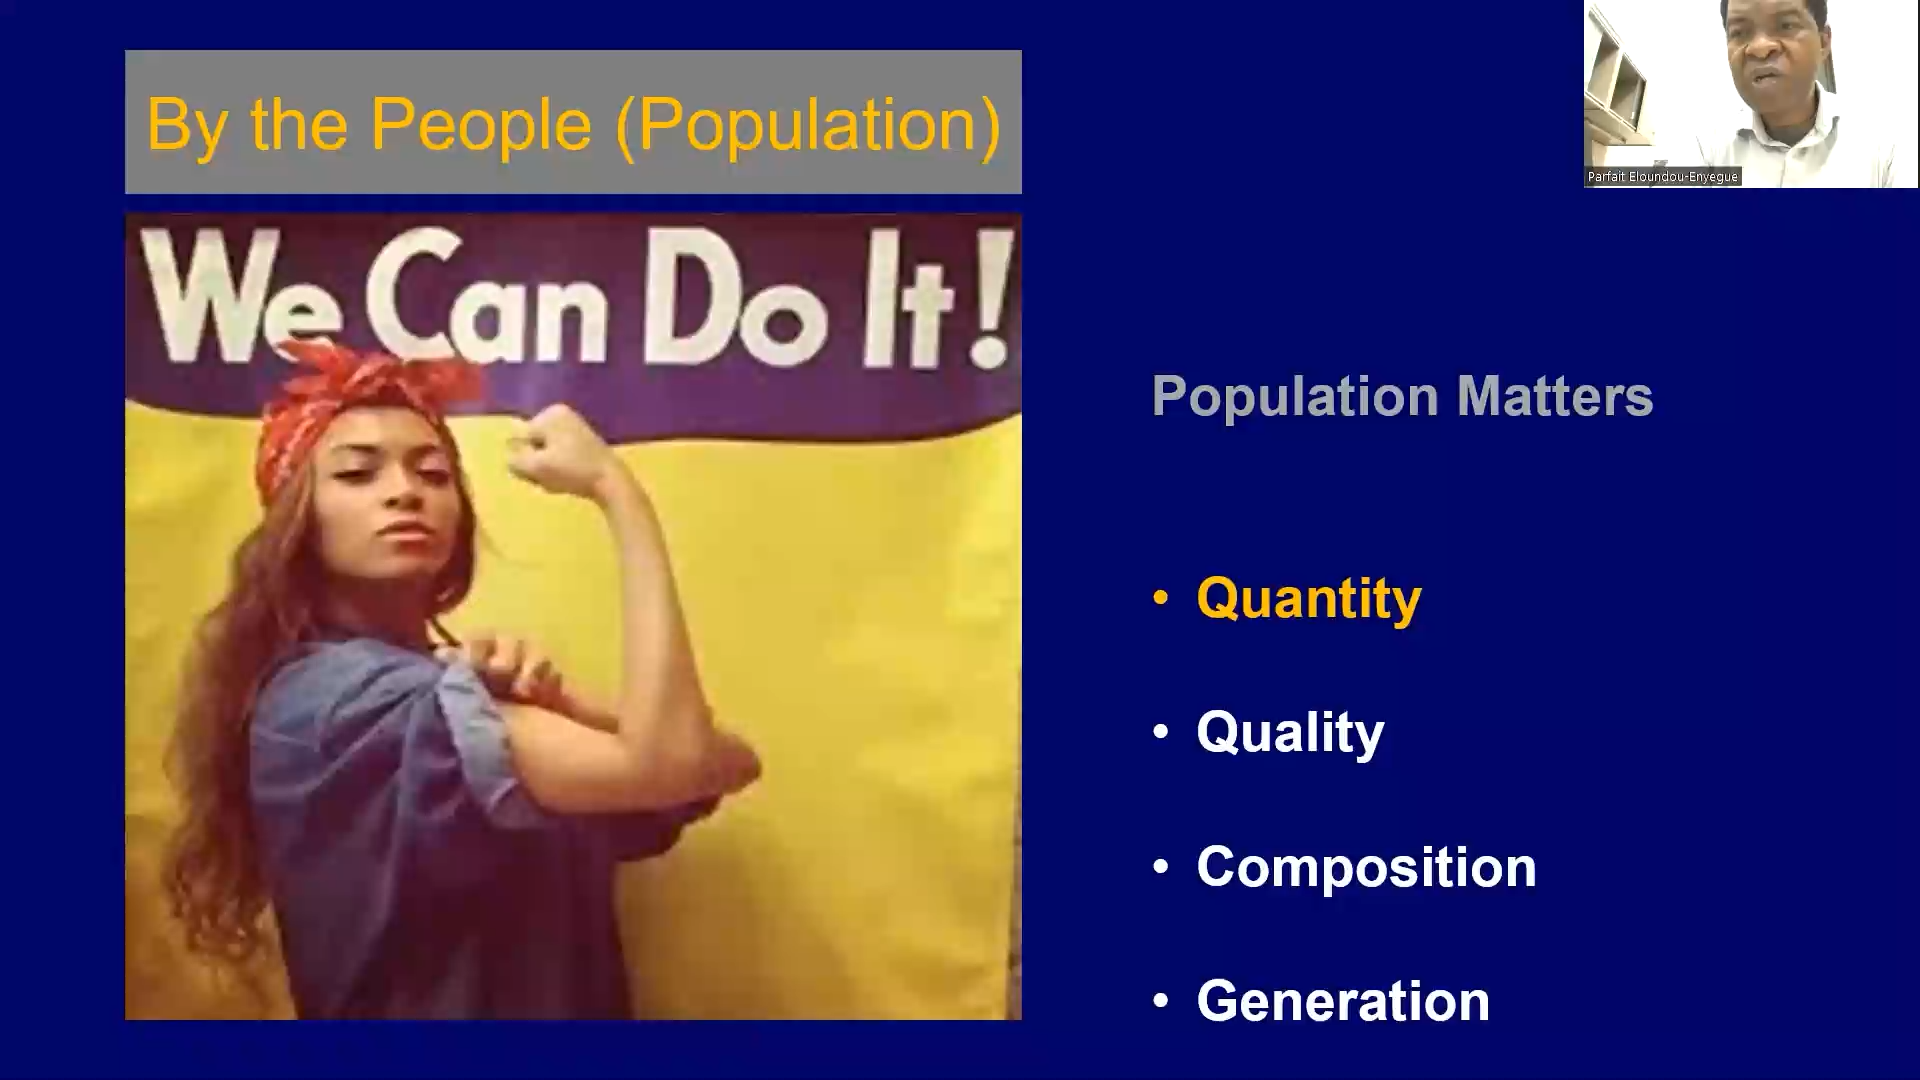 By the People (Population)
We Can Do It!
Parfait Eloundou-Enyegue
Population Matters
• Quantity
• Quality
• Composition
• Generation